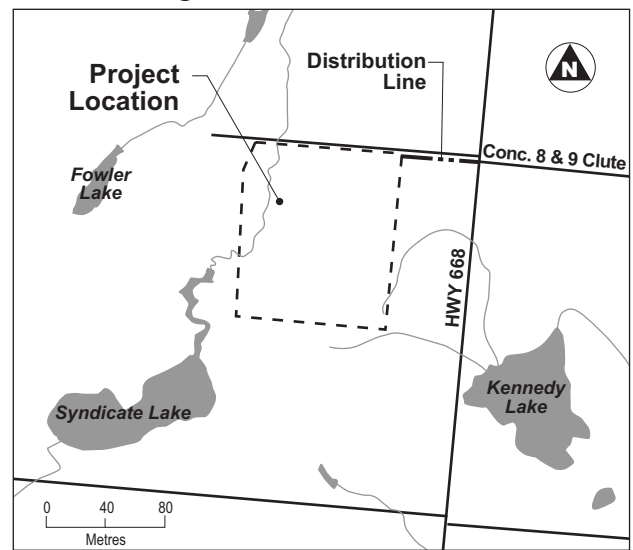 Project
Location
Distribution
Line
N
Conc. 8 & 9 Clute
Fowler
Lake
HWY 668
Kennedy
Lake
Syndicate Lake
0 40 80
Metres